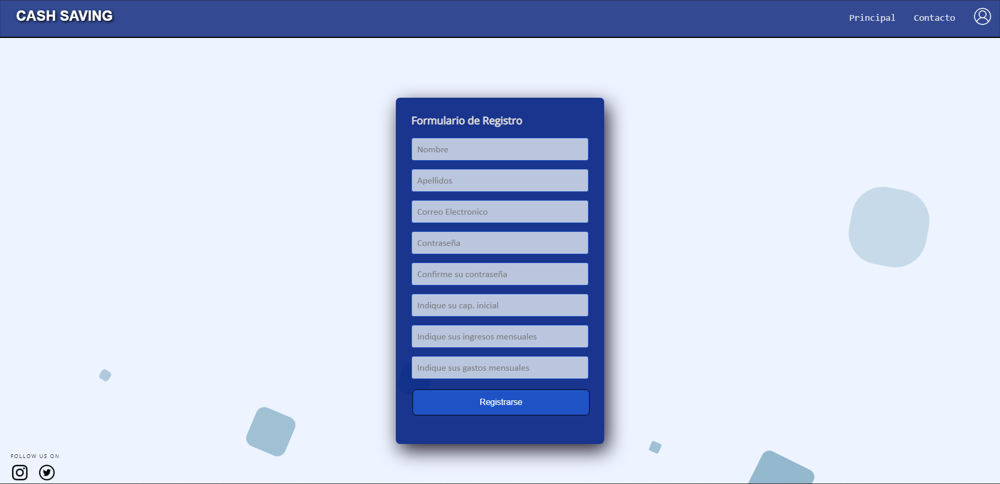 CASH SAVING
Principal
Contacto
Formulario de Registro
Nombre
Apellidos
Correo Electronico
Contraseña
Confirme su contraseña
Indique su cap. inicial
Indique sus ingresos mensuales
Indique sus gastos mensuales
Registrarse
FOLLOW US ON